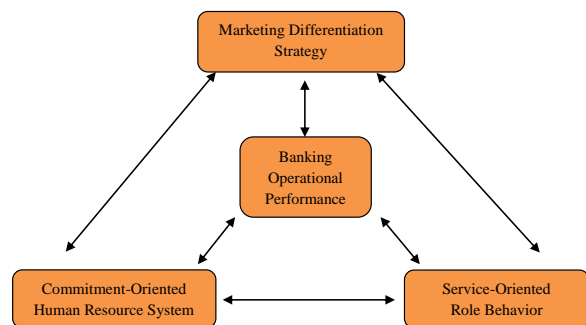 Marketing Differentiation
Strategy
Banking
Operational
Performance
Commitment-Oriented
Human Resource System
Service-Oriented
Role Behavior